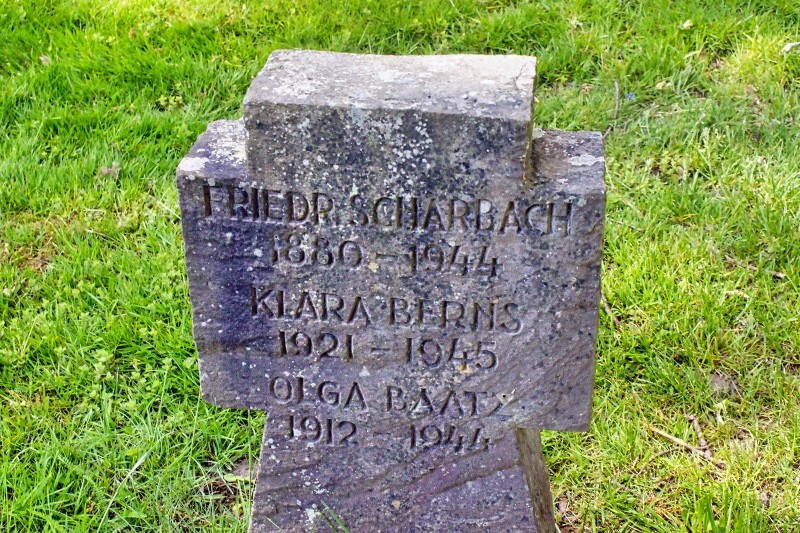 FRIEDR. SCHARBACH
1880 - 1944
KLARA BERNS
1921 - 1945
OLGA BAATZ
1912 - 1944